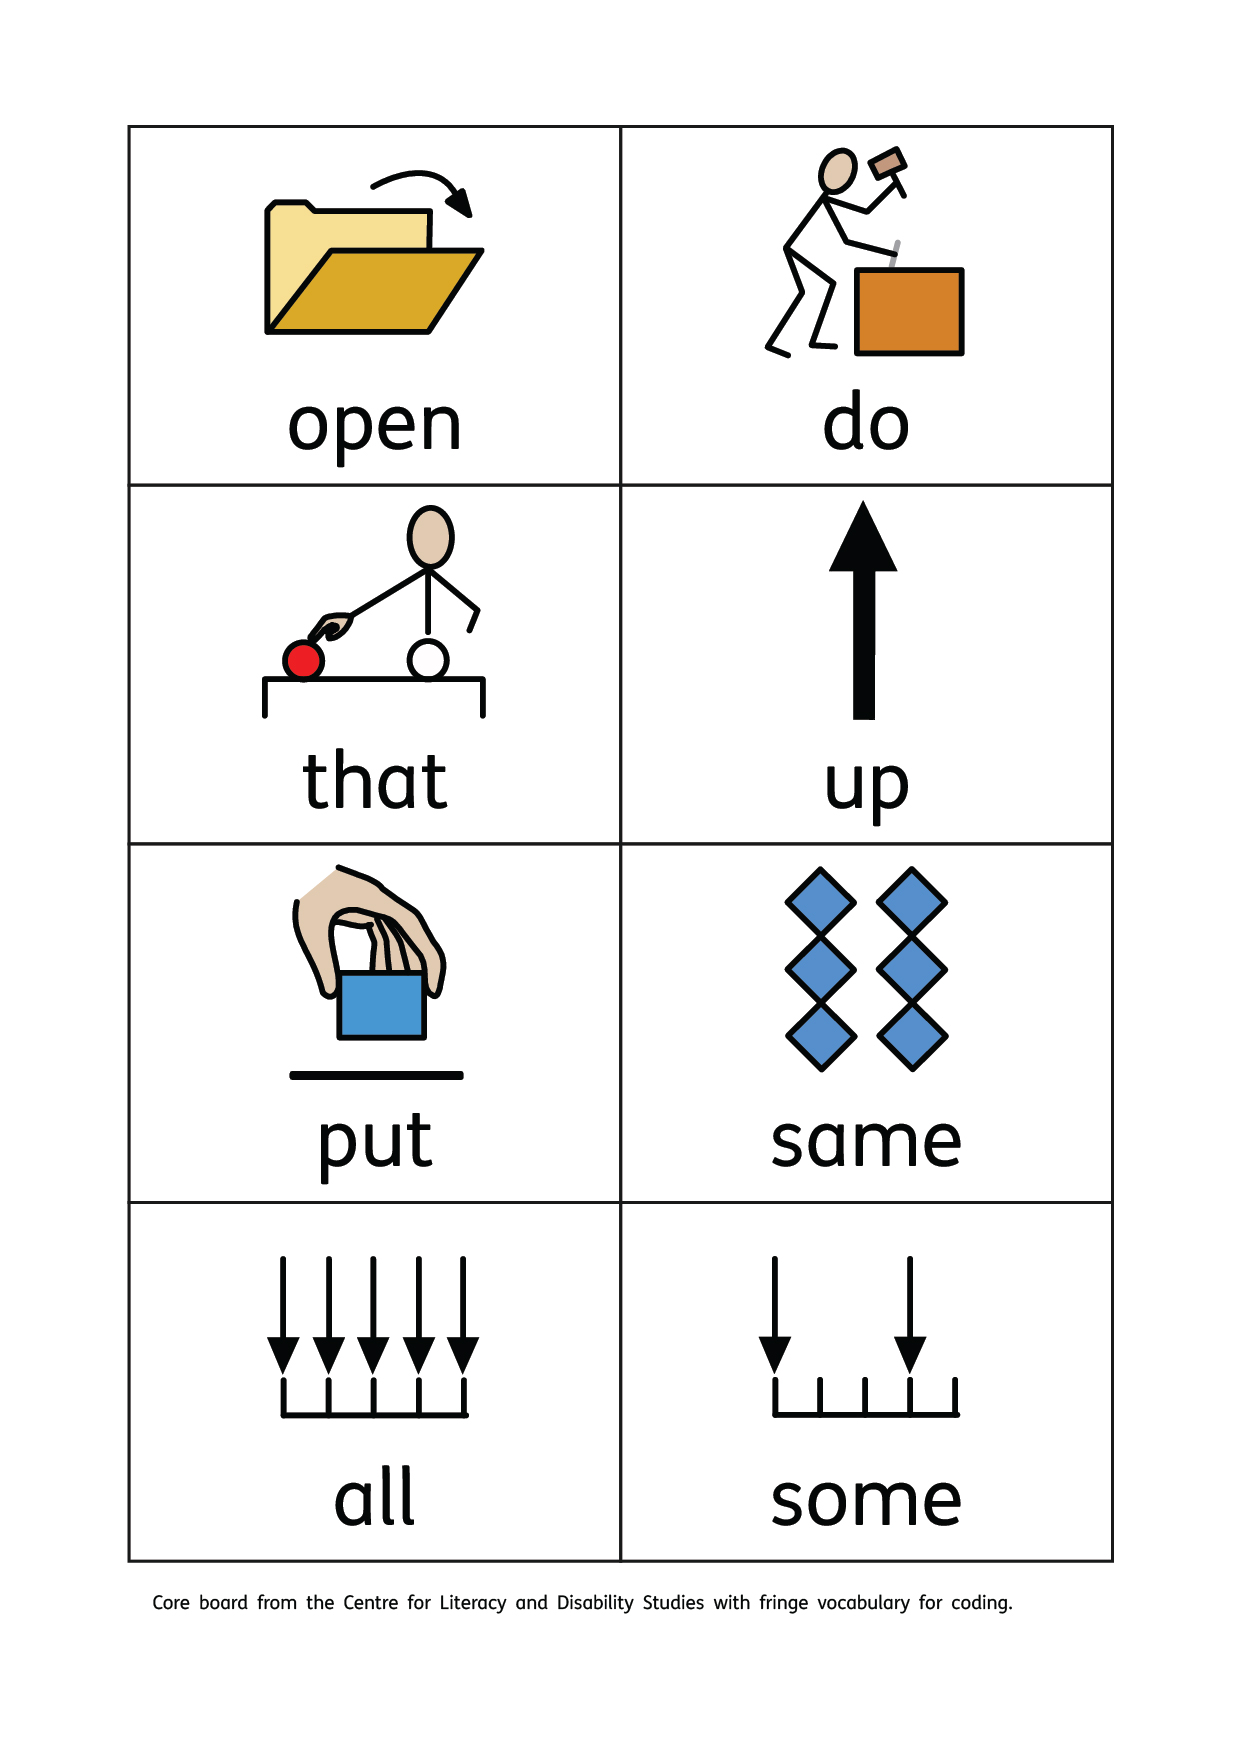 open
do
that
up
put
same
all
some
Core board from the Centre for Literacy and Disability Studies with fringe vocabulary for coding.